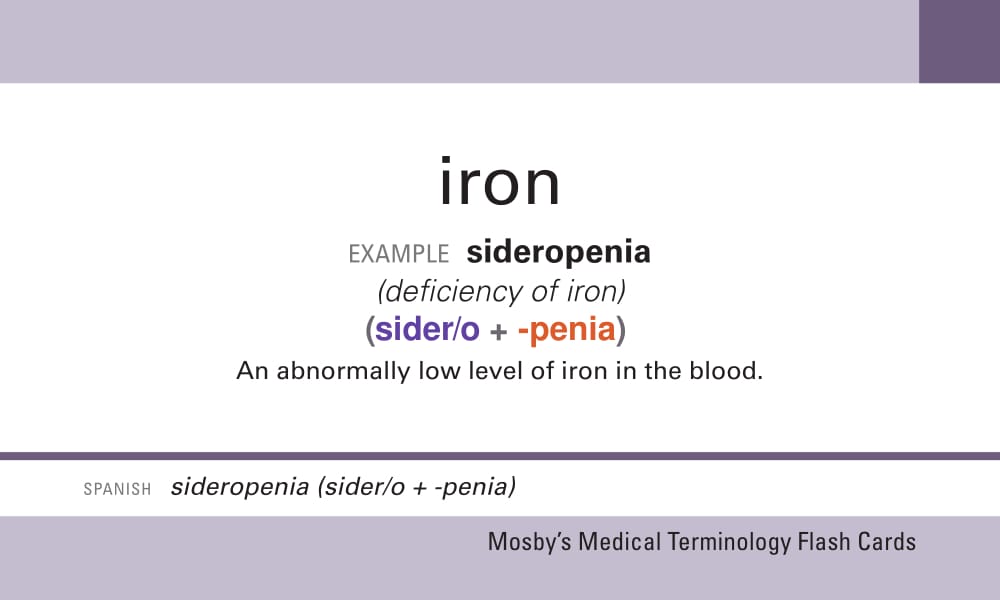 iron
EXAMPLE sideropenia
(deficiency of iron)
(sider/o + -penia)
An abnormally low level of iron in the blood.
SPANISH sideropenia (sider/o + -penia)
Mosby's Medical Terminology Flash Cards